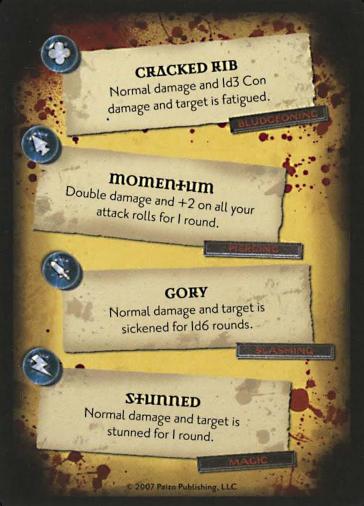 CRACKED RIB
Normal damage and 1d3 Con
damage and target is fatigued.
BLUDGEONING
MOMENTUM
Double damage and +2 on all your
attack rolls for 1 round.
PIERCING
GORY
Normal damage and target is
sickened for 1d6 rounds.
SLASHING
STUNNED
Normal damage and target is
stunned for 1 round.
MAGIC
© 2007 Paizo Publishing, LLC